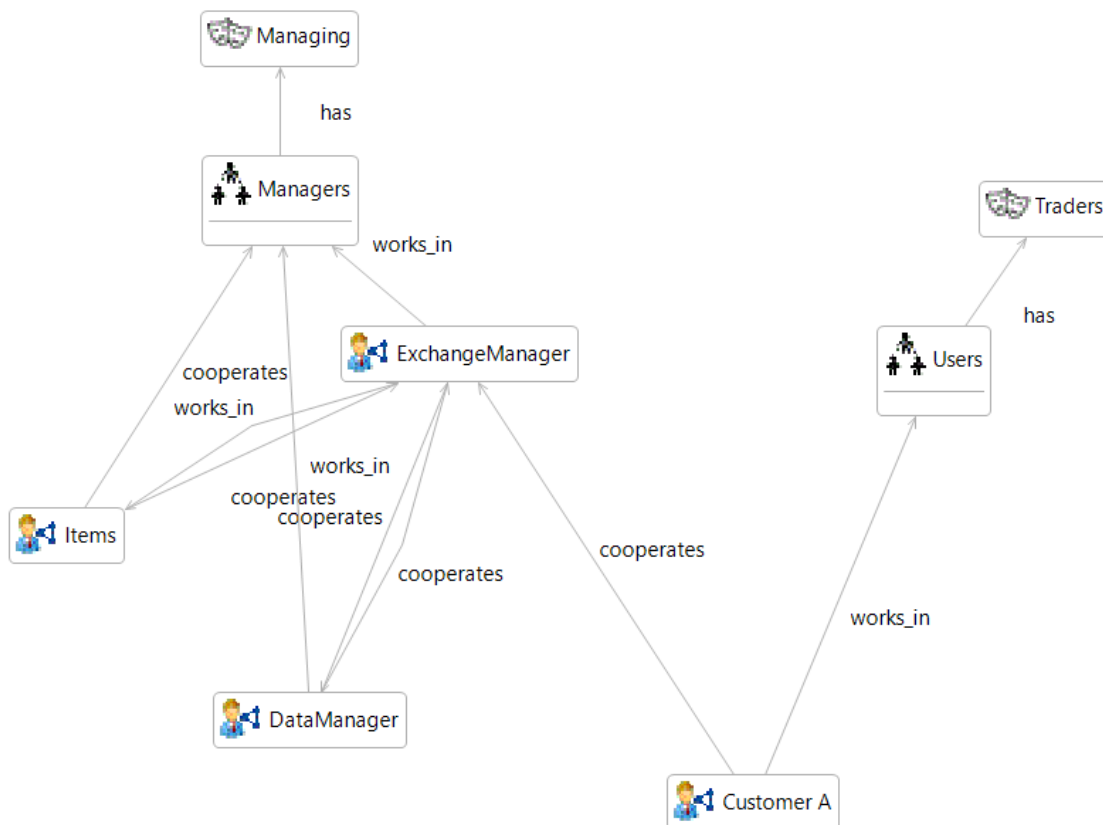 Managing
has
Managers
Traders
works_in
has
ExchangeManager
Users
cooperates
works_in
works_in
cooperates
cooperates
Items
cooperates
cooperates
works_in
DataManager
Customer A